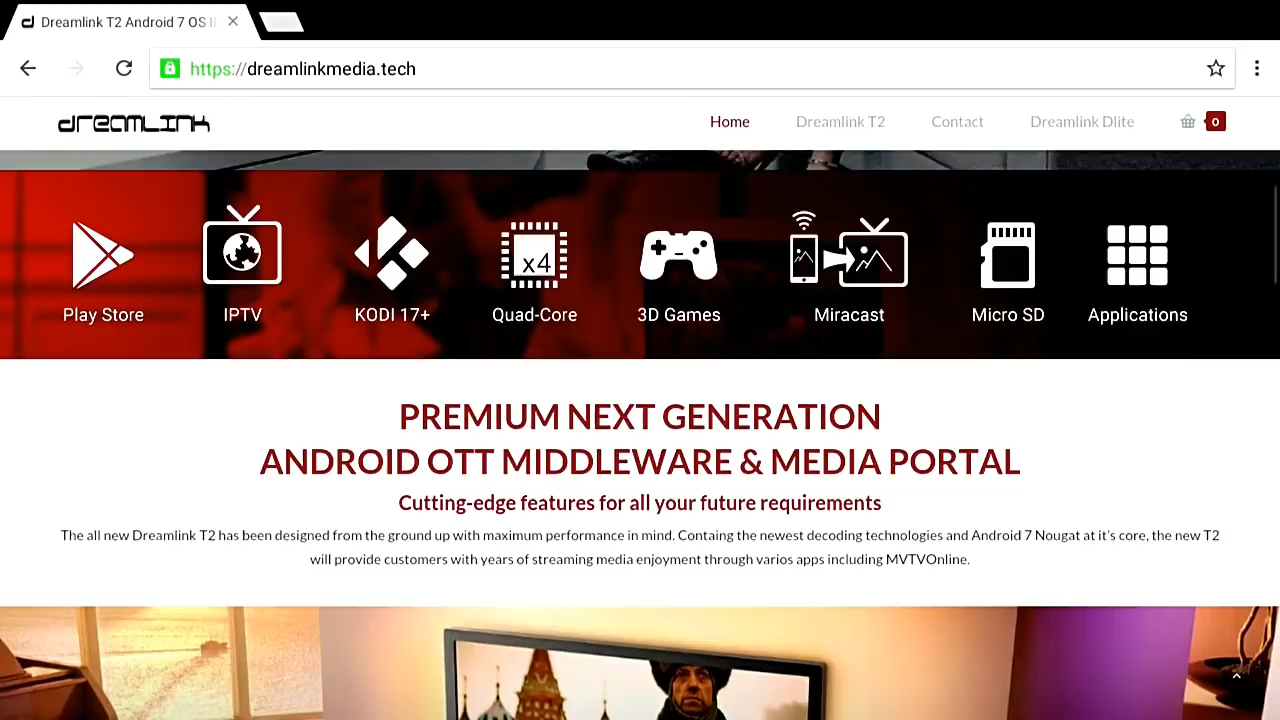 Dreamlink T2 Android 7 OS
https://dreamlinkmedia.tech
dreamlink
Home
Dreamlink T2
Contact
Dreamlink Dlite
0
x4
Play Store
IPTV
KODI 17+
Quad-Core
3D Games
Miracast
Micro SD
Applications
PREMIUM NEXT GENERATION
ANDROID OTT MIDDLEWARE & MEDIA PORTAL
Cutting-edge features for all your future requirements
The all new Dreamlink T2 has been designed from the ground up with maximum performance in mind. Containg the newest decoding technologies and Android 7 Nougat at it's core, the new T2
will provide customers with years of streaming media enjoyment through varios apps including MVTVOnline.